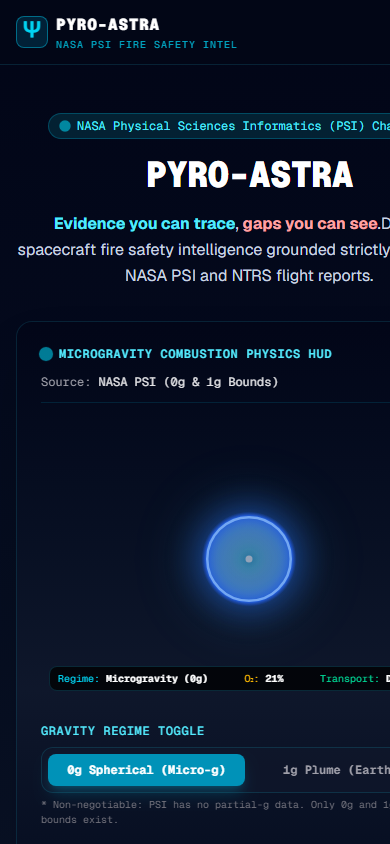 Ψ
PYRO-ASTRA
NASA PSI FIRE SAFETY INTEL
NASA Physical Sciences Informatics (PSI) Cha
PYRO-ASTRA
Evidence you can trace, gaps you can see.D
spacecraft fire safety intelligence grounded strictly
NASA PSI and NTRS flight reports.
MICROGRAVITY COMBUSTION PHYSICS HUD
Source: NASA PSI (0g & 1g Bounds)
Regime: Microgravity (0g) O₂: 21% Transport: D
GRAVITY REGIME TOGGLE
0g Spherical (Micro-g) 1g Plume (Earth
* Non-negotiable: PSI has no partial-g data. Only 0g and 1
bounds exist.